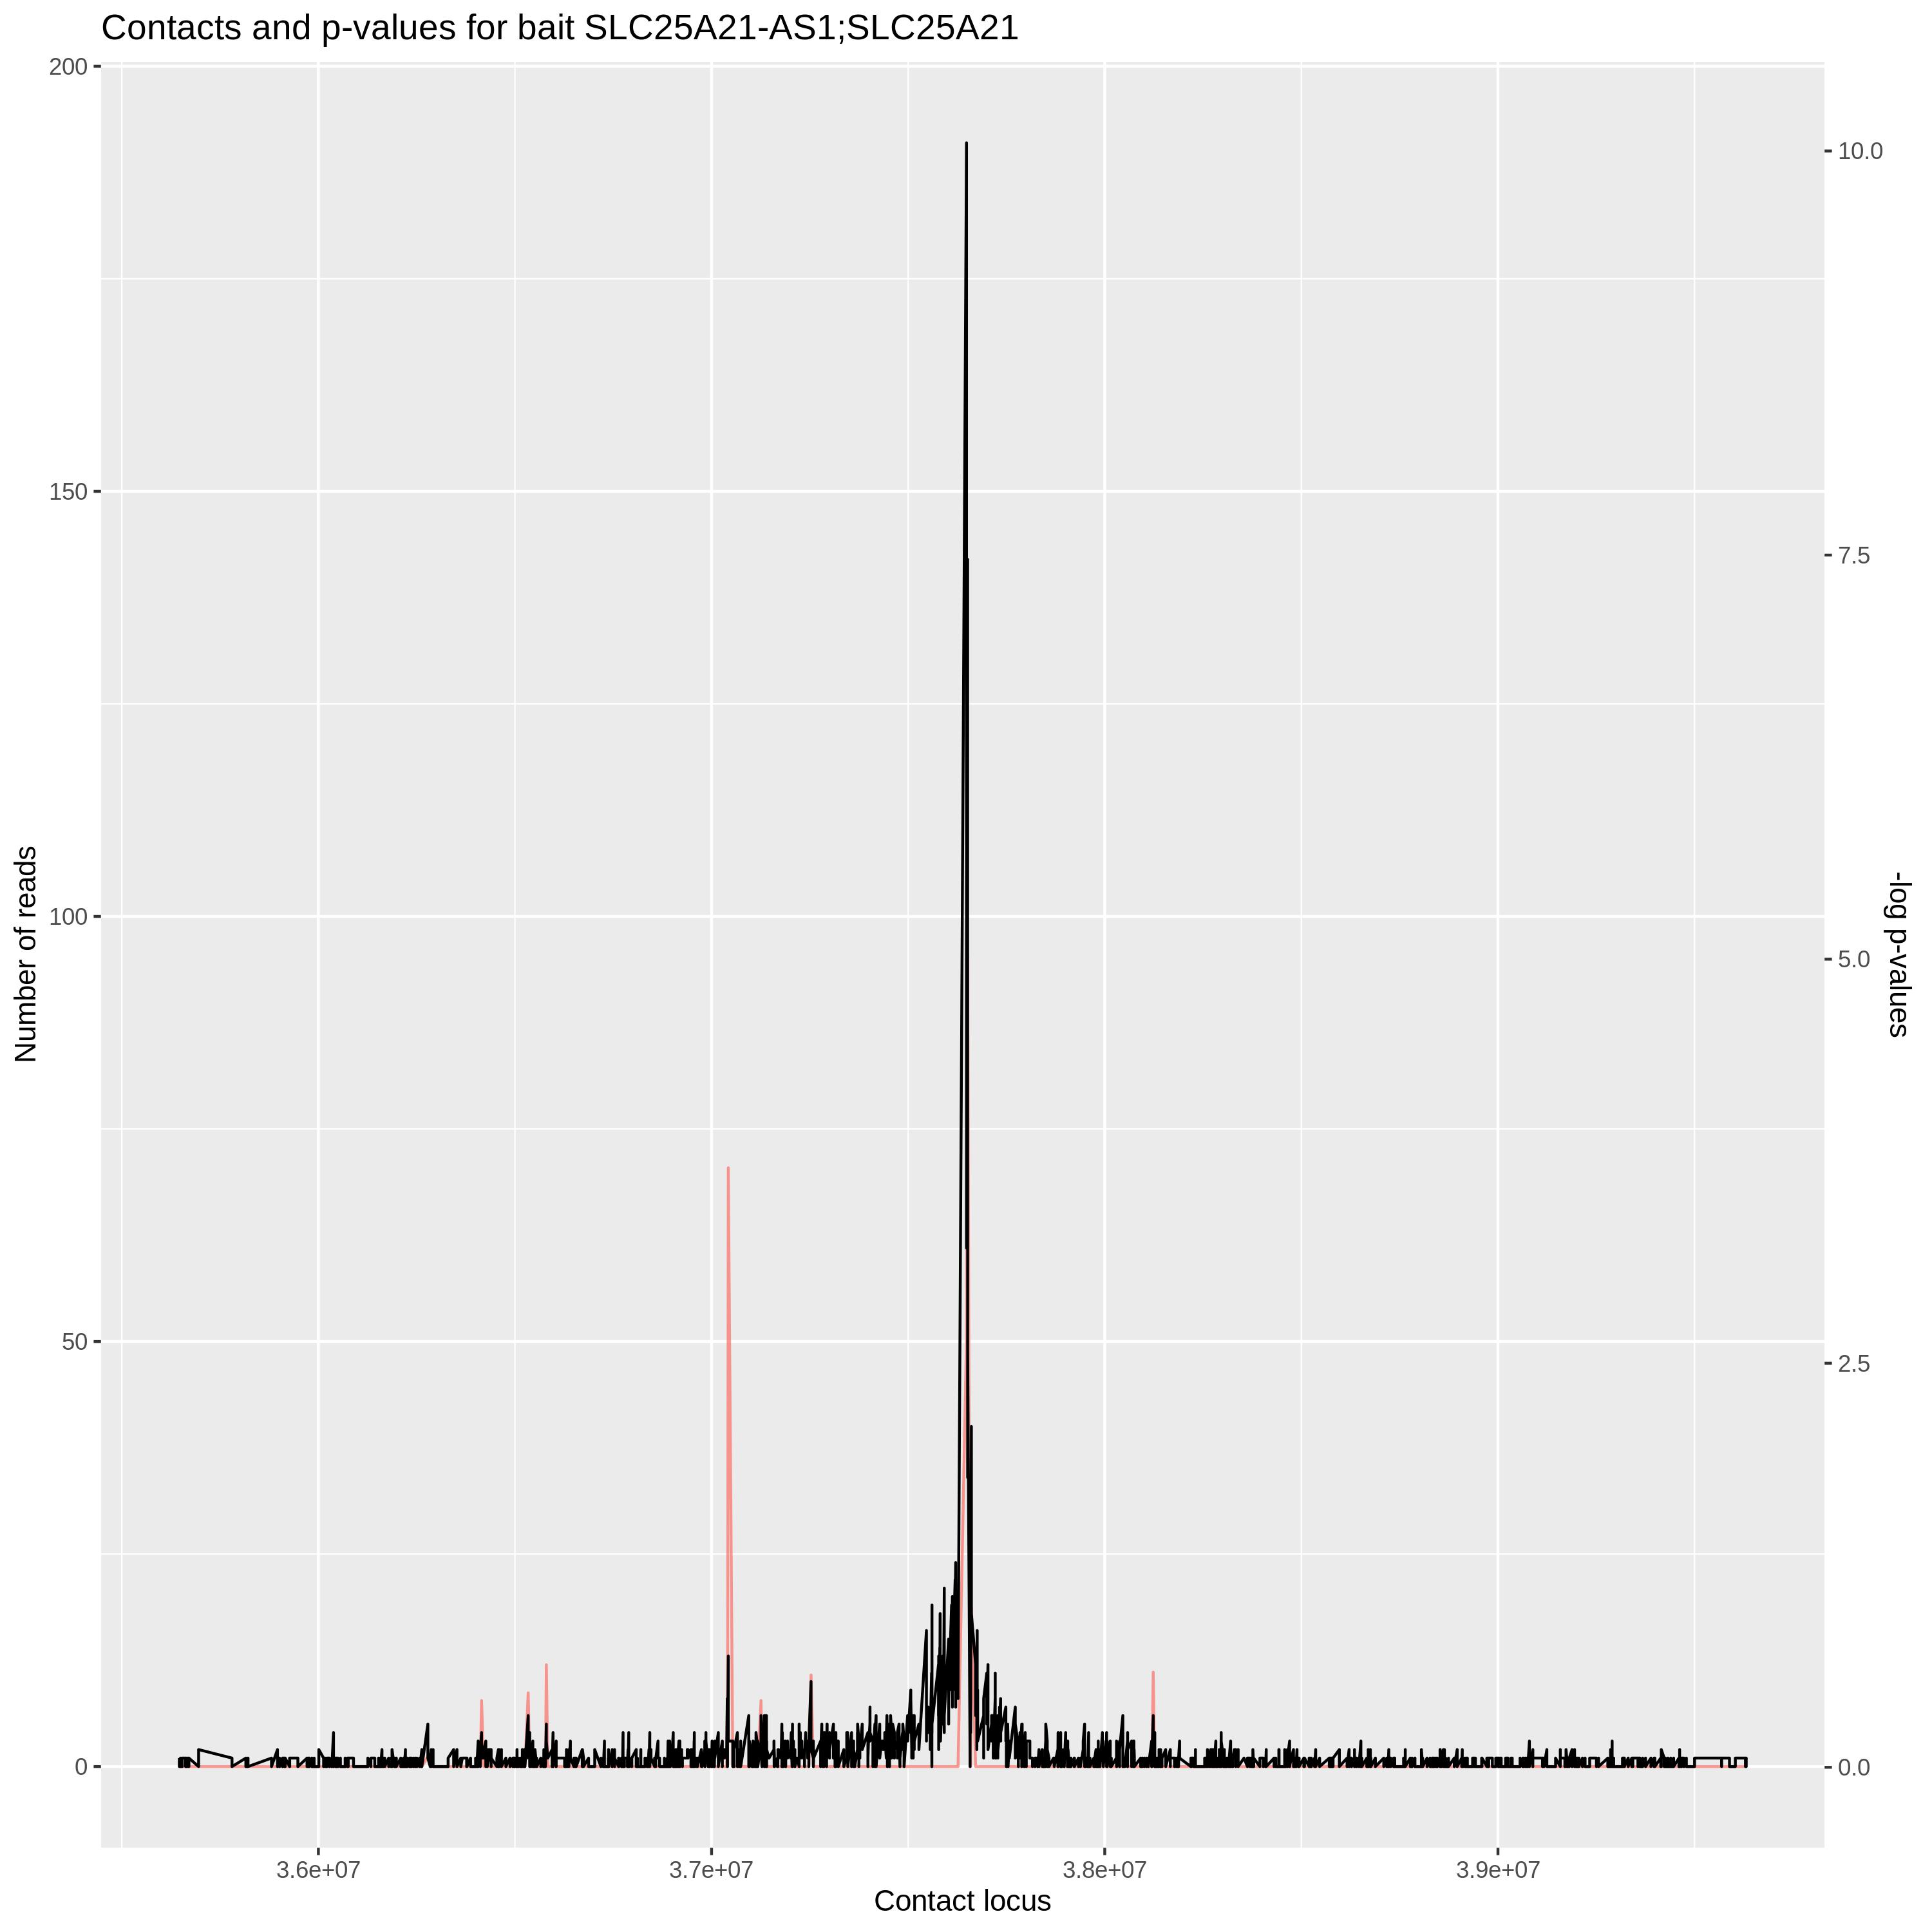 Contacts and p-values for bait SLC25A21-AS1;SLC25A21
200
150
100
50
0
Number of reads
10.0
7.5
5.0
2.5
0.0
-log p-values
3.6e+07 3.7e+07 3.8e+07 3.9e+07
Contact locus